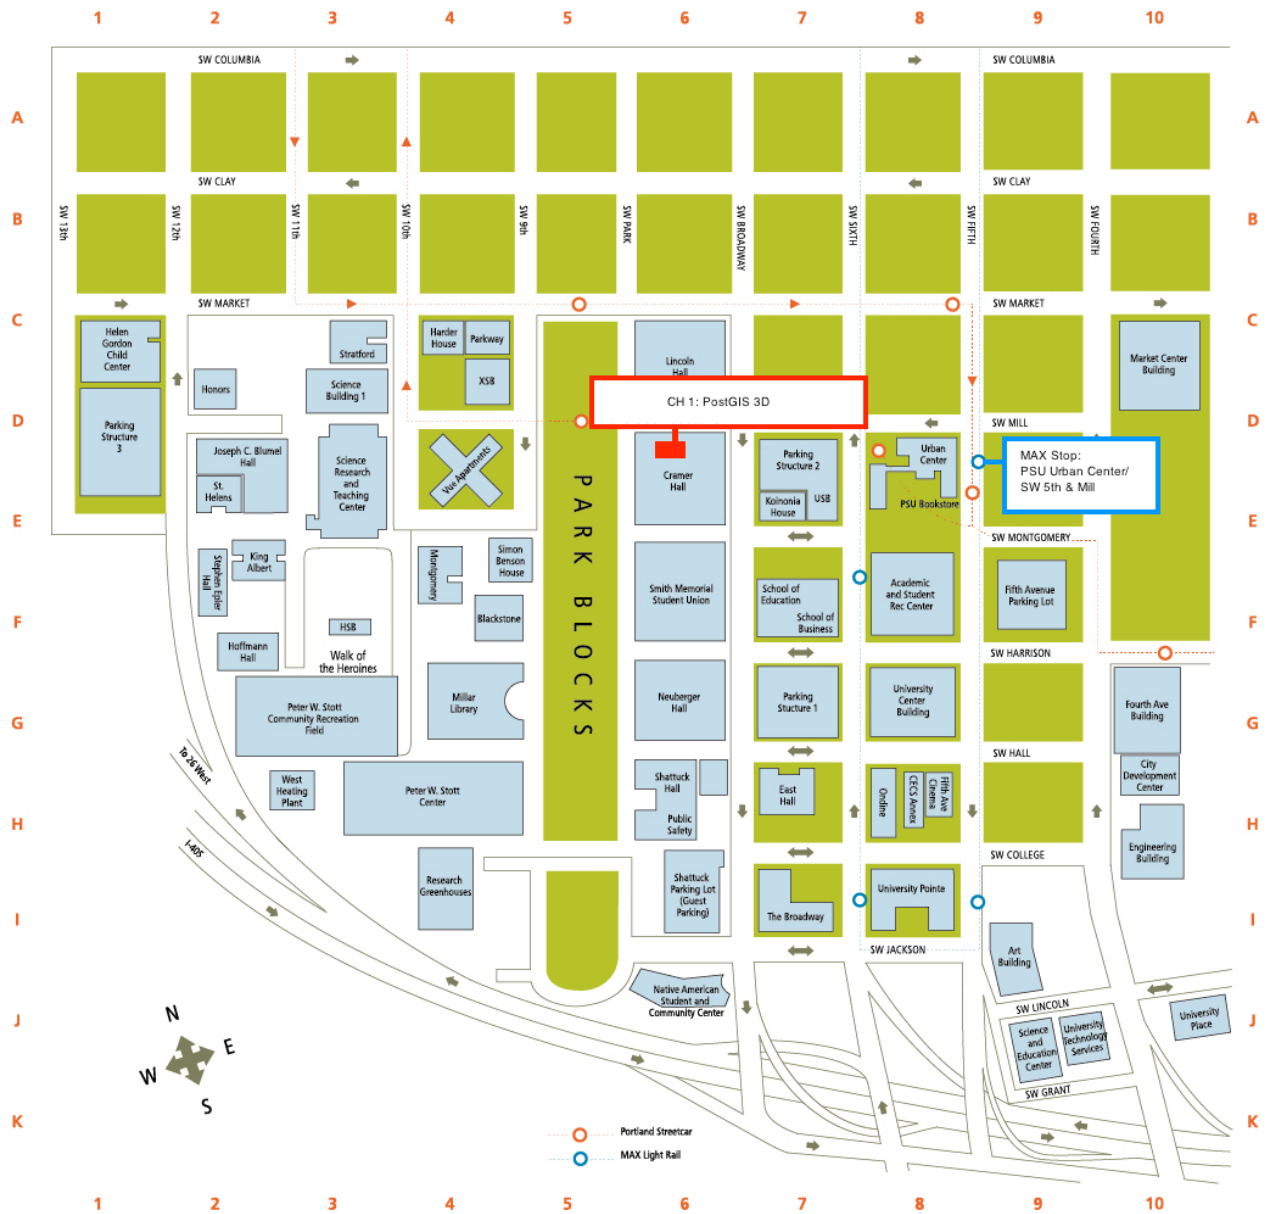 1 2 3 4 5 6 7 8 9 10
SW COLUMBIA
SW COLUMBIA
A
A
SW CLAY
SW CLAY
B
B
SW 13th
SW 12th
SW 11th
SW 10th
SW 9th
SW PARK
SW BROADWAY
SW SIXTH
SW FIFTH
SW FOURTH
SW MARKET
SW MARKET
C
C
Helen
Gordon
Child
Center
Stratford
Harder
House
Parkway
XSB
Lincoln
Hall
Market Center
Building
Honors
Science
Building 1
CH 1: PostGIS 3D
D
D
SW MILL
Parking
Structure
3
Joseph C. Blumel
Hall
St.
Helens
Science
Research
and
Teaching
Center
Vue Apartments
PARK BLOCKS
Cramer
Hall
Parking
Structure 2
Koinonia
House
USB
Urban
Center
PSU Bookstore
MAX Stop:
PSU Urban Center/
SW 5th & Mill
E
E
SW MONTGOMERY
Stephen Epler
Hall
King
Albert
Montgomery
Simon
Benson
House
Blackstone
Smith Memorial
Student Union
School of
Education
School of
Business
Academic
and Student
Rec Center
Fifth Avenue
Parking Lot
F
F
HSB
Hoffmann
Hall
Walk of
the Heroines
SW HARRISON
Peter W. Stott
Community Recreation
Field
Millar
Library
Neuberger
Hall
Parking
Stucture 1
University
Center
Building
Fourth Ave
Building
G
G
To 26 West
SW HALL
West
Heating
Plant
Peter W. Stott
Center
Shattuck
Hall
Public
Safety
East
Hall
Ondine
CECS Annex
Fifth Ave
Cinema
City
Development
Center
H
H
I-405
SW COLLEGE
Engineering
Building
Research
Greenhouses
Shattuck
Parking Lot
(Guest
Parking)
The Broadway
University Pointe
I
I
SW JACKSON
Art
Building
Native American
Student and
Community Center
SW LINCOLN
University
Place
J
J
Science
and
Education
Center
University
Technology
Services
N
E
W
S
SW GRANT
K
K
Portland Streetcar
MAX Light Rail
1 2 3 4 5 6 7 8 9 10